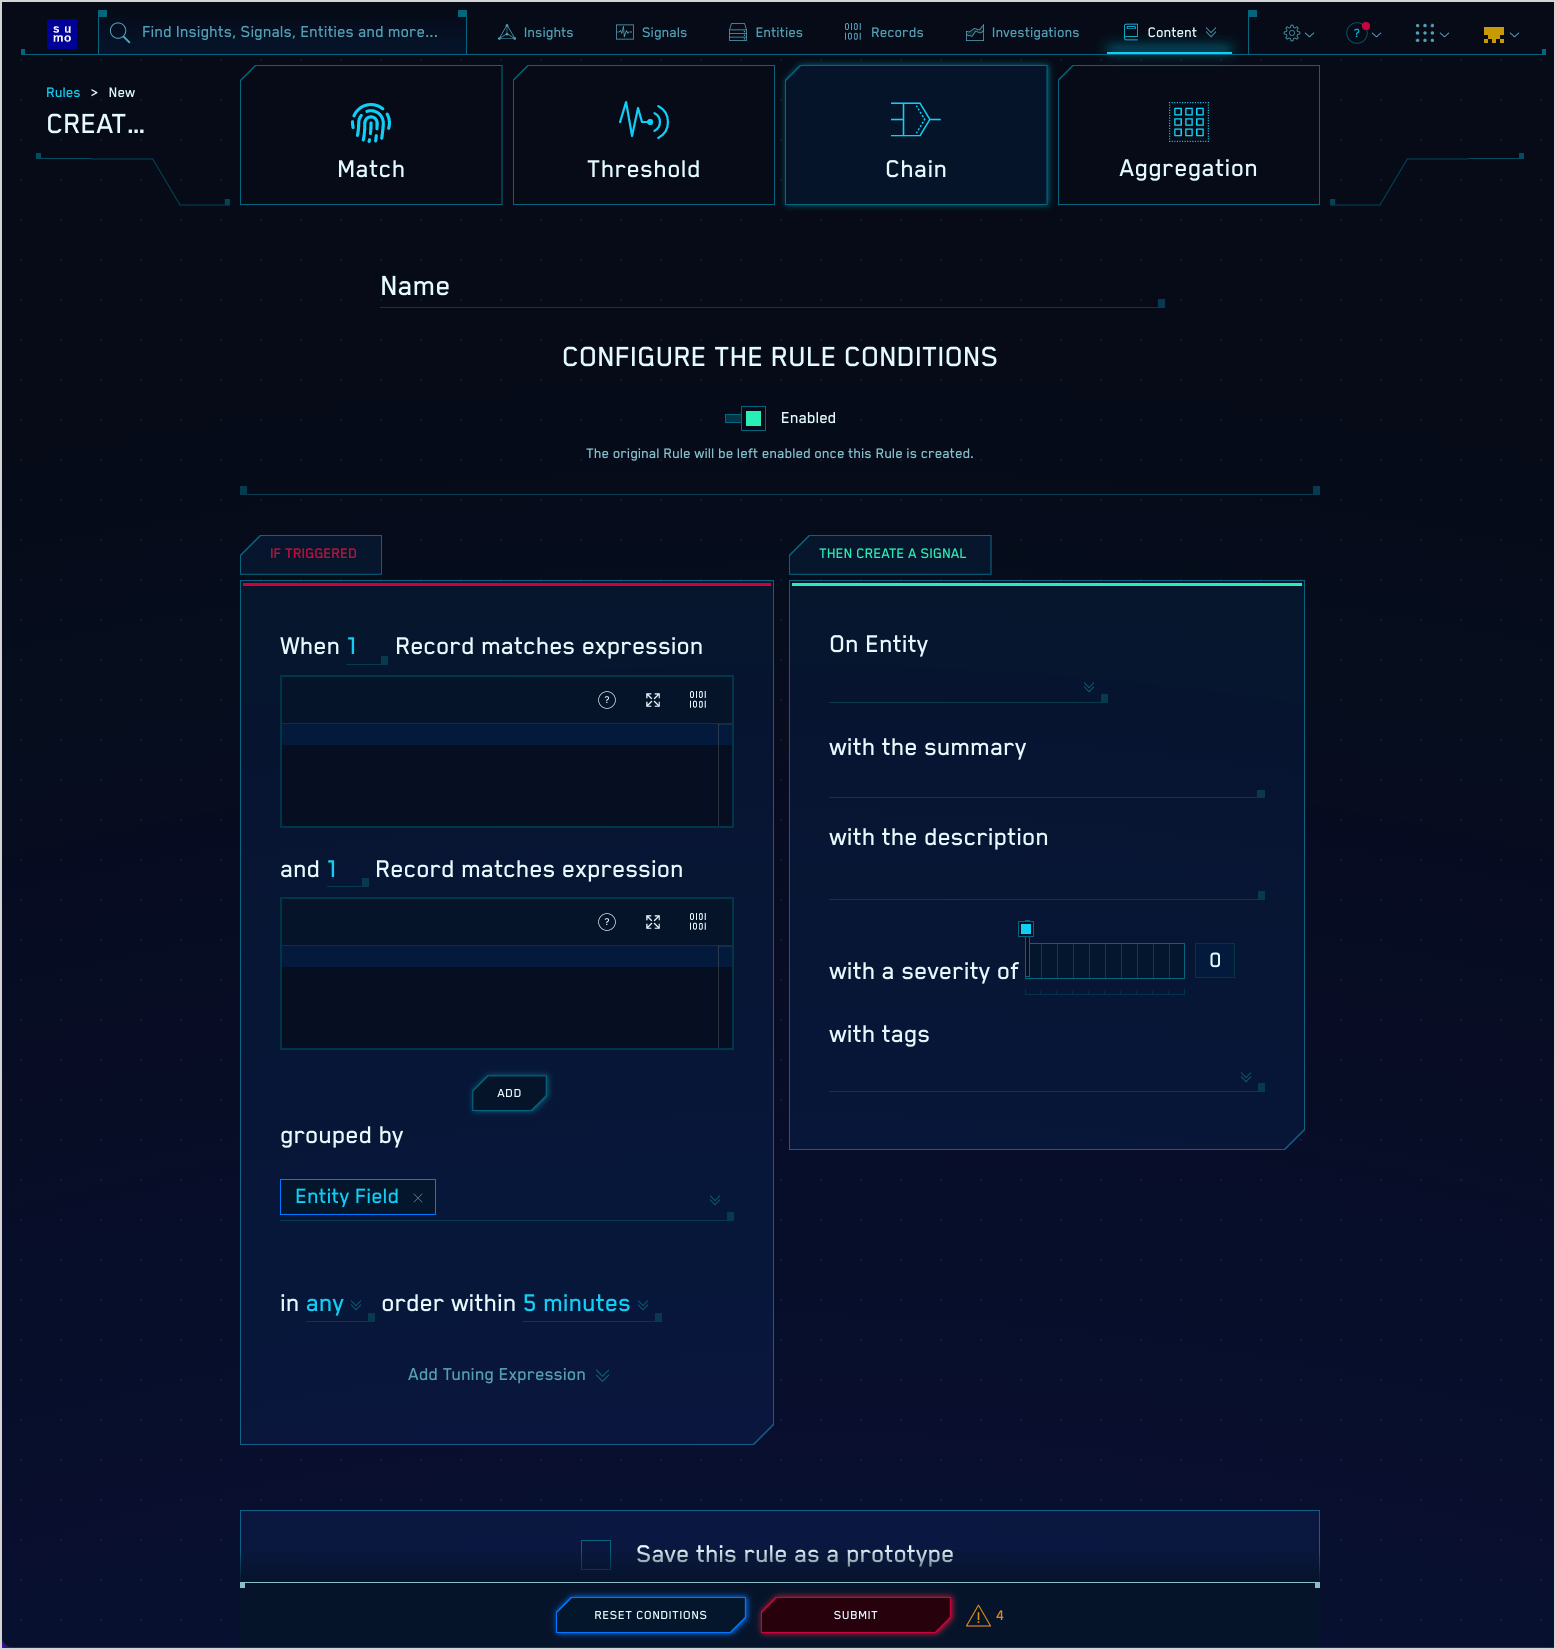 su
mo
Find Insights, Signals, Entities and more...
Insights
Signals
Entities
Records
Investigations
Content
?
Rules > New
CREAT...
Match
Threshold
Chain
Aggregation
Name
CONFIGURE THE RULE CONDITIONS
Enabled
The original Rule will be left enabled once this Rule is created.
IF TRIGGERED
When 1 Record matches expression
?
0101
1001
and 1 Record matches expression
?
0101
1001
ADD
grouped by
Entity Field
in any order within 5 minutes
Add Tuning Expression
THEN CREATE A SIGNAL
On Entity
with the summary
with the description
with a severity of 0
with tags
Save this rule as a prototype
RESET CONDITIONS
SUBMIT
4